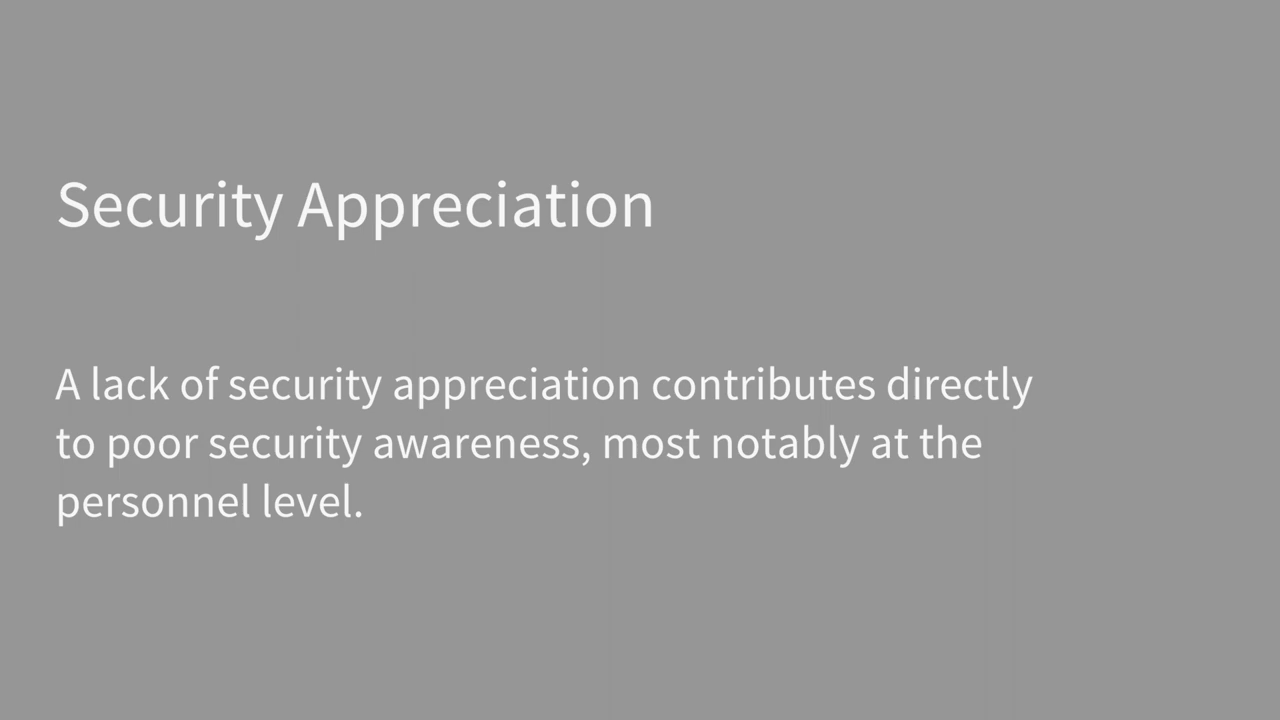 Security Appreciation
A lack of security appreciation contributes directly
to poor security awareness, most notably at the
personnel level.